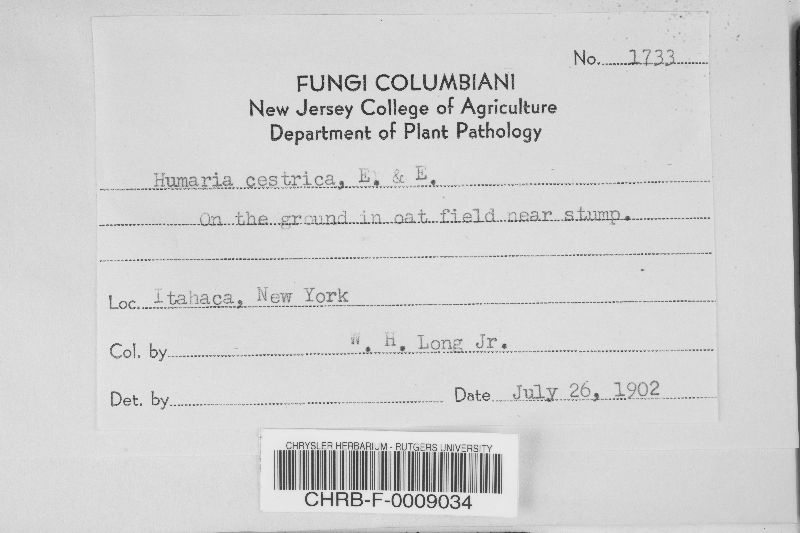 No. 1733
FUNGI COLUMBIANI
New Jersey College of Agriculture
Department of Plant Pathology
Humaria cestrica, E. & E.
On the ground in oat field near stump.
Loc. Itahaca, New York
Col. by W. H. Long Jr.
Det. by Date July 26, 1902
CHRYSLER HERBARIUM - RUTGERS UNIVERSITY
CHRB-F-0009034